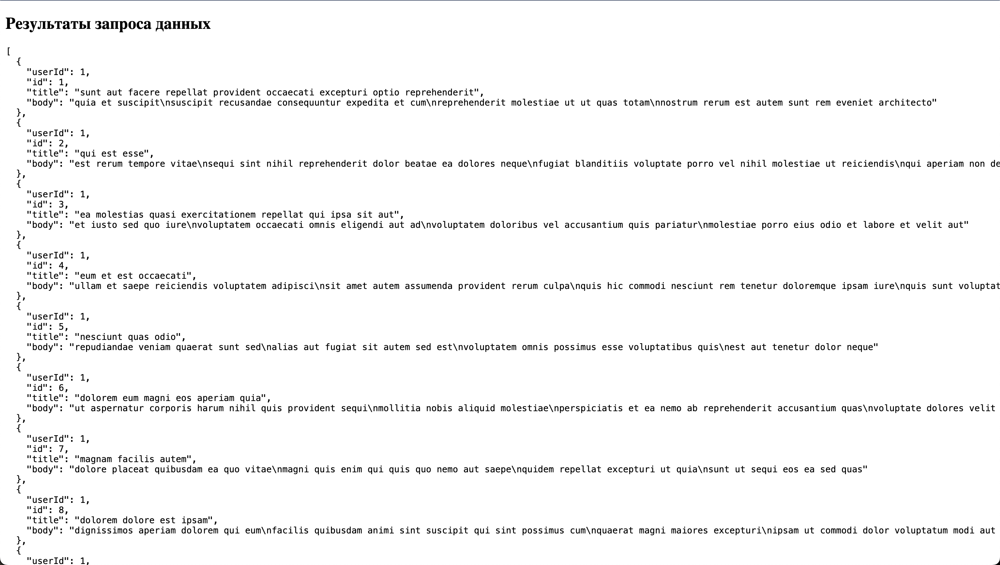 Результаты запроса данных
[
  {
    "userId": 1,
    "id": 1,
    "title": "sunt aut facere repellat provident occaecati excepturi optio reprehenderit",
    "body": "quia et suscipit\nsuscipit recusandae consequuntur expedita et cum\nreprehenderit molestiae ut ut quas totam\nnostrum rerum est autem sunt rem eveniet architecto"
  },
  {
    "userId": 1,
    "id": 2,
    "title": "qui est esse",
    "body": "est rerum tempore vitae\nsequi sint nihil reprehenderit dolor beatae ea dolores neque\nfugiat blanditiis voluptate porro vel nihil molestiae ut reiciendis\nqui aperiam non de
  },
  {
    "userId": 1,
    "id": 3,
    "title": "ea molestias quasi exercitationem repellat qui ipsa sit aut",
    "body": "et iusto sed quo iure\nvoluptatem occaecati omnis eligendi aut ad\nvoluptatem doloribus vel accusantium quis pariatur\nmolestiae porro eius odio et labore et velit aut"
  },
  {
    "userId": 1,
    "id": 4,
    "title": "eum et est occaecati",
    "body": "ullam et saepe reiciendis voluptatem adipisci\nsit amet autem assumenda provident rerum culpa\nquis hic commodi nesciunt rem tenetur doloremque ipsam iure\nquis sunt voluptat
  },
  {
    "userId": 1,
    "id": 5,
    "title": "nesciunt quas odio",
    "body": "repudiandae veniam quaerat sunt sed\nalias aut fugiat sit autem sed est\nvoluptatem omnis possimus esse voluptatibus quis\nest aut tenetur dolor neque"
  },
  {
    "userId": 1,
    "id": 6,
    "title": "dolorem eum magni eos aperiam quia",
    "body": "ut aspernatur corporis harum nihil quis provident sequi\nmollitia nobis aliquid molestiae\nperspiciatis et ea nemo ab reprehenderit accusantium quas\nvoluptate dolores velit
  },
  {
    "userId": 1,
    "id": 7,
    "title": "magnam facilis autem",
    "body": "dolore placeat quibusdam ea quo vitae\nmagni quis enim qui quis quo nemo aut saepe\nquidem repellat excepturi ut quia\nsunt ut sequi eos ea sed quas"
  },
  {
    "userId": 1,
    "id": 8,
    "title": "dolorem dolore est ipsam",
    "body": "dignissimos aperiam dolorem qui eum\nfacilis quibusdam animi sint suscipit qui sint possimus cum\nquaerat magni maiores excepturi\nipsam ut commodi dolor voluptatum modi aut
  },
  {
    "userId": 1,